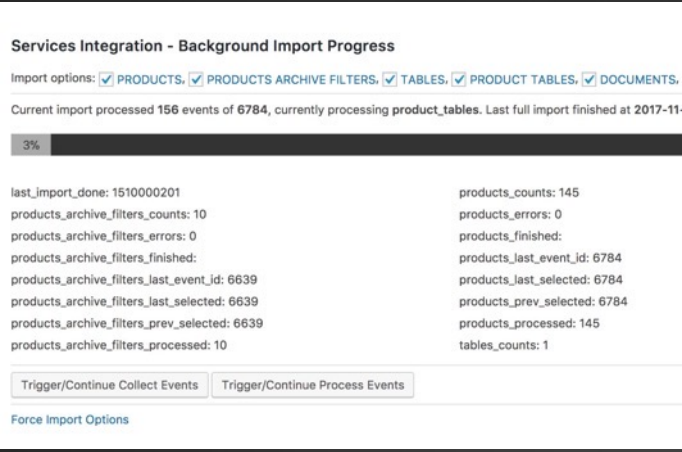 Services Integration - Background Import Progress
Import options: PRODUCTS, PRODUCTS ARCHIVE FILTERS, TABLES, PRODUCT TABLES, DOCUMENTS,
Current import processed 156 events of 6784, currently processing product_tables. Last full import finished at 2017-11-
3%
last_import_done: 1510000201
products_archive_filters_counts: 10
products_archive_filters_errors: 0
products_archive_filters_finished:
products_archive_filters_last_event_id: 6639
products_archive_filters_last_selected: 6639
products_archive_filters_prev_selected: 6639
products_archive_filters_processed: 10
products_counts: 145
products_errors: 0
products_finished:
products_last_event_id: 6784
products_last_selected: 6784
products_prev_selected: 6784
products_processed: 145
tables_counts: 1
Trigger/Continue Collect Events Trigger/Continue Process Events
Force Import Options